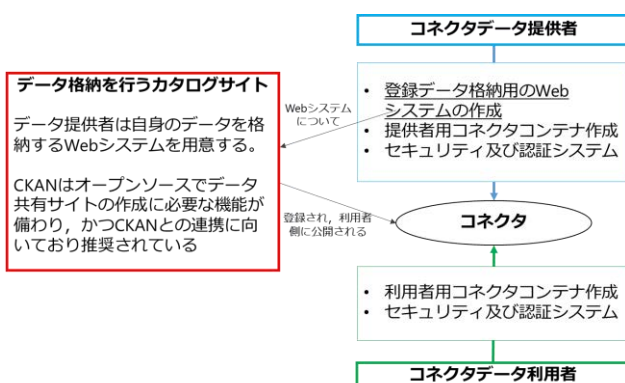 コネクタデータ提供者
データ格納を行うカタログサイト
データ提供者は自身のデータを格
納するWebシステムを用意する。
CKANはオープンソースでデータ
共有サイトの作成に必要な機能が
備わり，かつCKANとの連携に向
いており推奨されている
Webシステム
について
• 登録データ格納用のWeb
システムの作成
• 提供者用コネクタコンテナ作成
• セキュリティ及び認証システム
登録され，利用者
側に公開される
コネクタ
• 利用者用コネクタコンテナ作成
• セキュリティ及び認証システム
コネクタデータ利用者